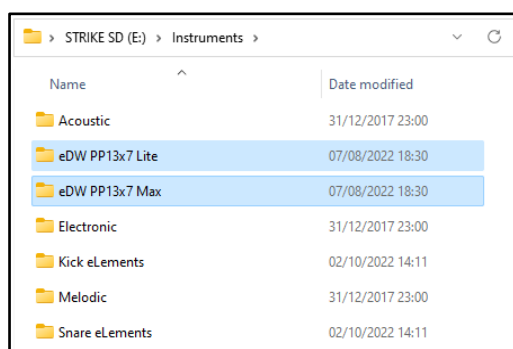 STRIKE SD (E:) > Instruments >
Name Date modified
Acoustic 31/12/2017 23:00
eDW PP13x7 Lite 07/08/2022 18:30
eDW PP13x7 Max 07/08/2022 18:30
Electronic 31/12/2017 23:00
Kick eLements 02/10/2022 14:11
Melodic 31/12/2017 23:00
Snare eLements 02/10/2022 14:11